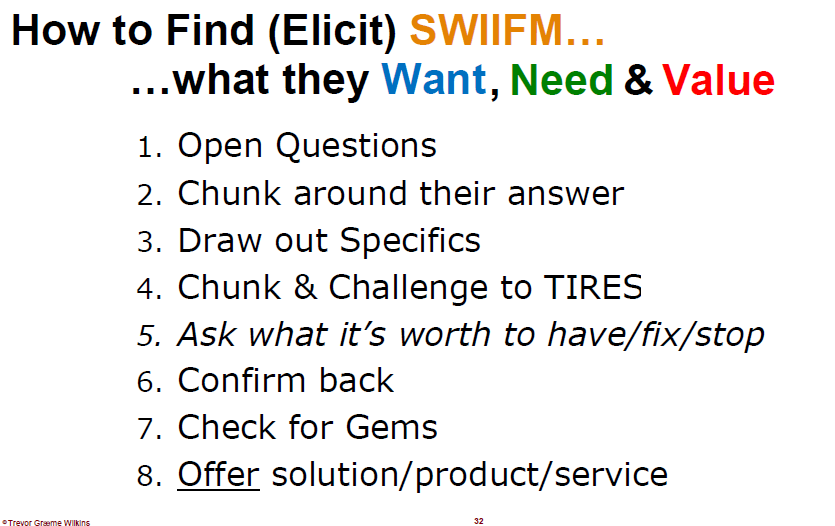 How to Find (Elicit) SWIIFM…
…what they Want, Need & Value
1. Open Questions
2. Chunk around their answer
3. Draw out Specifics
4. Chunk & Challenge to TIRES
5. Ask what it’s worth to have/fix/stop
6. Confirm back
7. Check for Gems
8. Offer solution/product/service
©Trevor Græme Wilkins
32